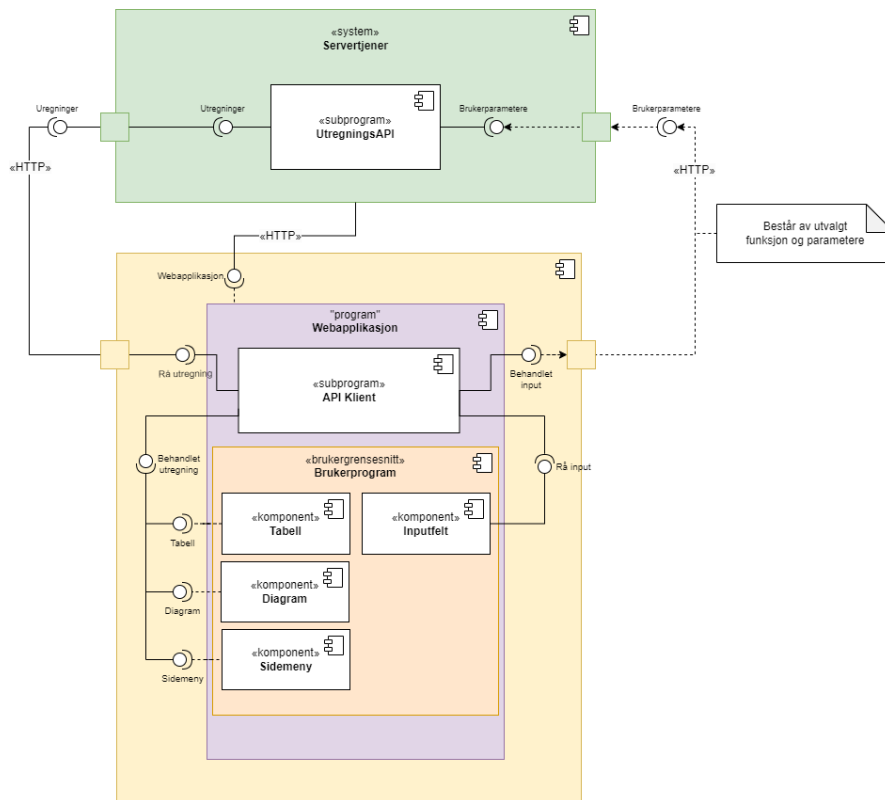 «system»
Servertjener
Uregninger
Utregninger
«subprogram»
UtregningsAPI
Brukerparametere
Brukerparametere
«HTTP»
«HTTP»
Består av utvalgt
funksjon og parametere
«HTTP»
Webapplikasjon
"program"
Webapplikasjon
Rå utregning
«subprogram»
API Klient
Behandlet
input
Behandlet
utregning
«brukergrensesnitt»
Brukerprogram
Rå input
«komponent»
Tabell
«komponent»
Inputfelt
Tabell
«komponent»
Diagram
Diagram
«komponent»
Sidemeny
Sidemeny